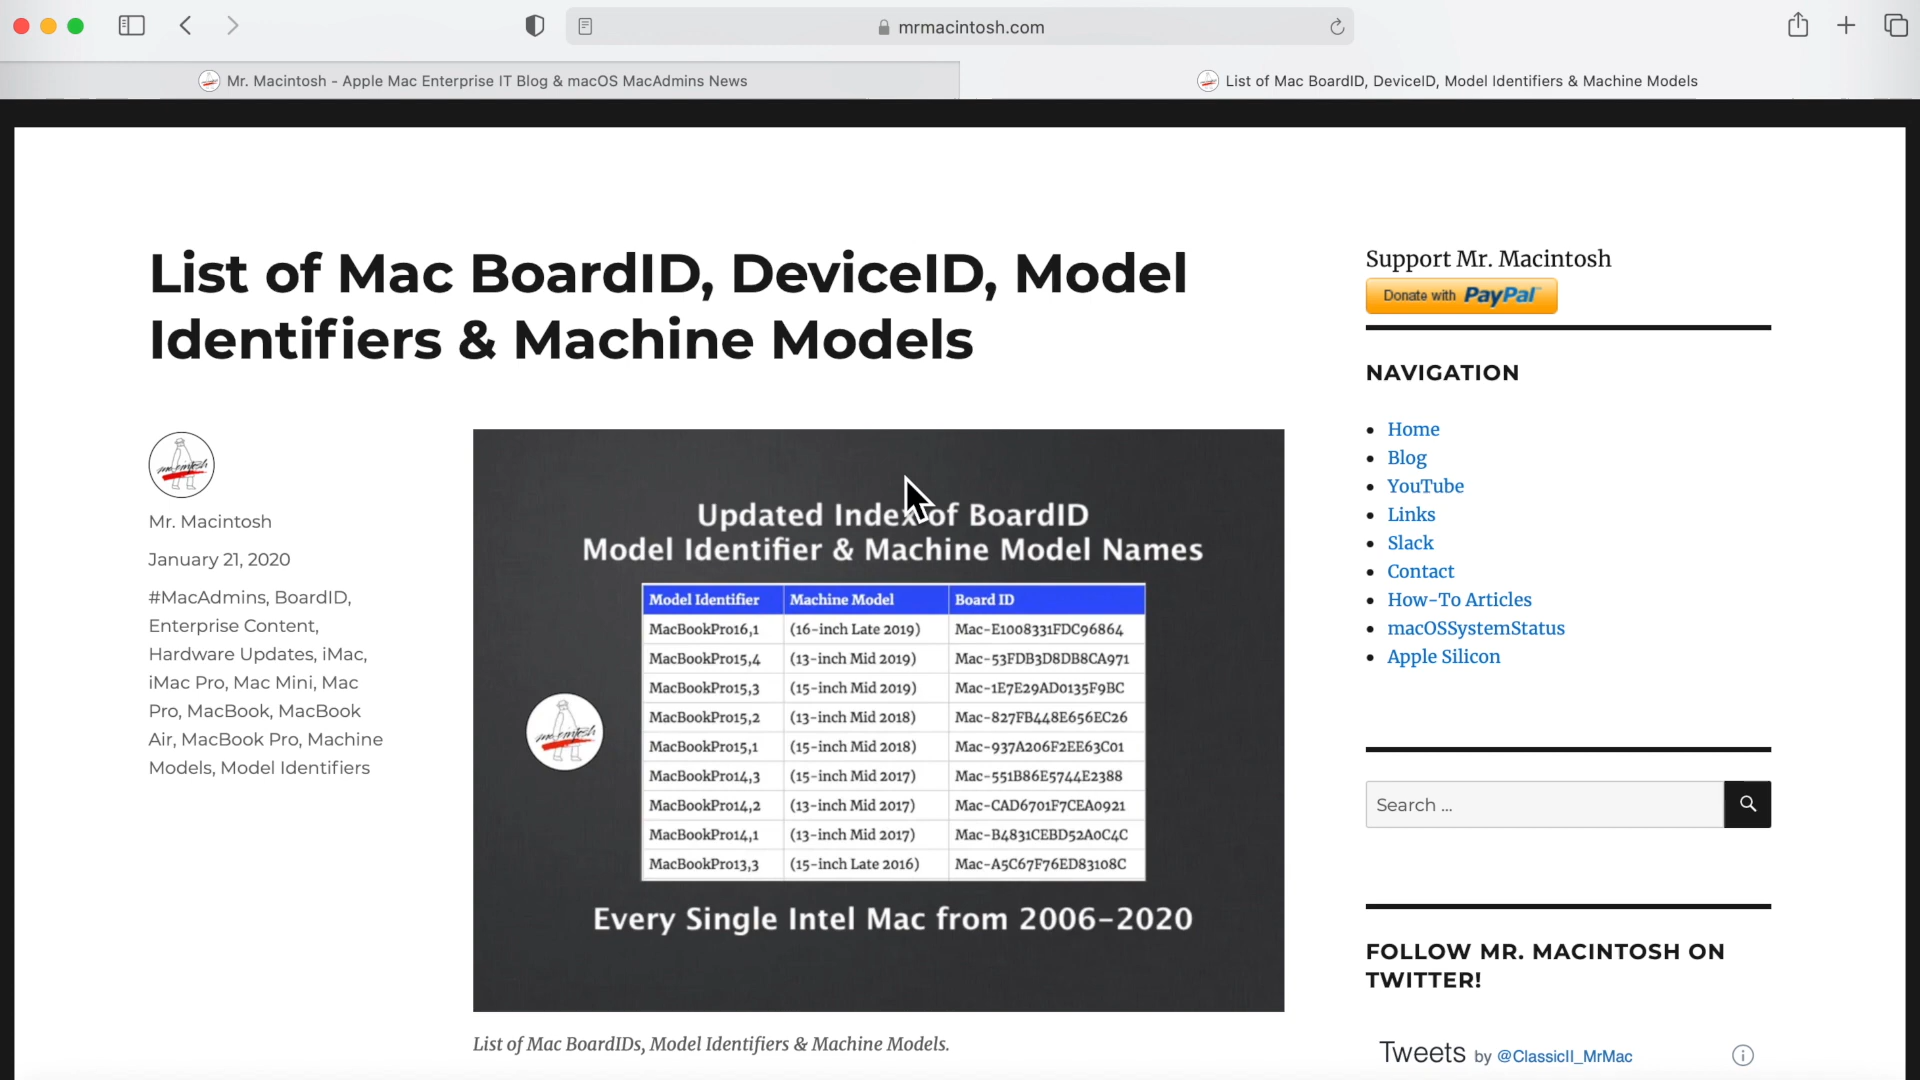 mrmacintosh.com
Mr. Macintosh - Apple Mac Enterprise IT Blog & macOS MacAdmins News
List of Mac BoardID, DeviceID, Model Identifiers & Machine Models
List of Mac BoardID, DeviceID, Model
Identifiers & Machine Models
Mr. Macintosh
January 21, 2020
#MacAdmins, BoardID,
Enterprise Content,
Hardware Updates, iMac,
iMac Pro, Mac Mini, Mac
Pro, MacBook, MacBook
Air, MacBook Pro, Machine
Models, Model Identifiers
Updated Index of BoardID
Model Identifier & Machine Model Names
Model Identifier Machine Model Board ID
MacBookPro16,1 (16-inch Late 2019) Mac-E1008331FDC96864
MacBookPro15,4 (13-inch Mid 2019) Mac-53FDB3D8DB8CA971
MacBookPro15,3 (15-inch Mid 2019) Mac-1E7E29AD0135F9BC
MacBookPro15,2 (13-inch Mid 2018) Mac-827FB448E656EC26
MacBookPro15,1 (15-inch Mid 2018) Mac-937A206F2EE63C01
MacBookPro14,3 (15-inch Mid 2017) Mac-551B86E5744E2388
MacBookPro14,2 (13-inch Mid 2017) Mac-CAD6701F7CEA0921
MacBookPro14,1 (13-inch Mid 2017) Mac-B4831CEBD52A0C4C
MacBookPro13,3 (15-inch Late 2016) Mac-A5C67F76ED83108C
mr.macintosh
Every Single Intel Mac from 2006-2020
List of Mac BoardIDs, Model Identifiers & Machine Models.
Support Mr. Macintosh
Donate with PayPal
NAVIGATION
Home
Blog
YouTube
Links
Slack
Contact
How-To Articles
macOSSystemStatus
Apple Silicon
Search ...
FOLLOW MR. MACINTOSH ON
TWITTER!
Tweets by @ClassicII_MrMac